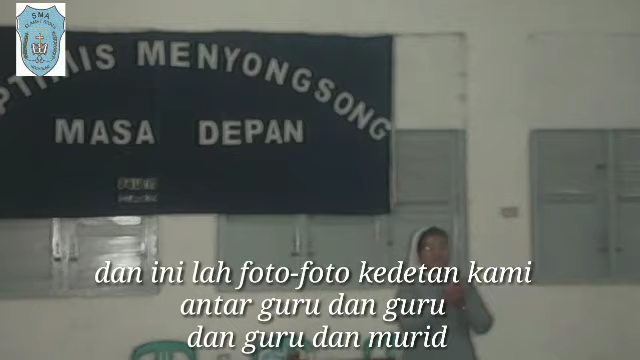 SMA
PTIMIS MENYONGSONG
MASA DEPAN
dan ini lah foto-foto kedetan kami
antar guru dan guru
dan guru dan murid